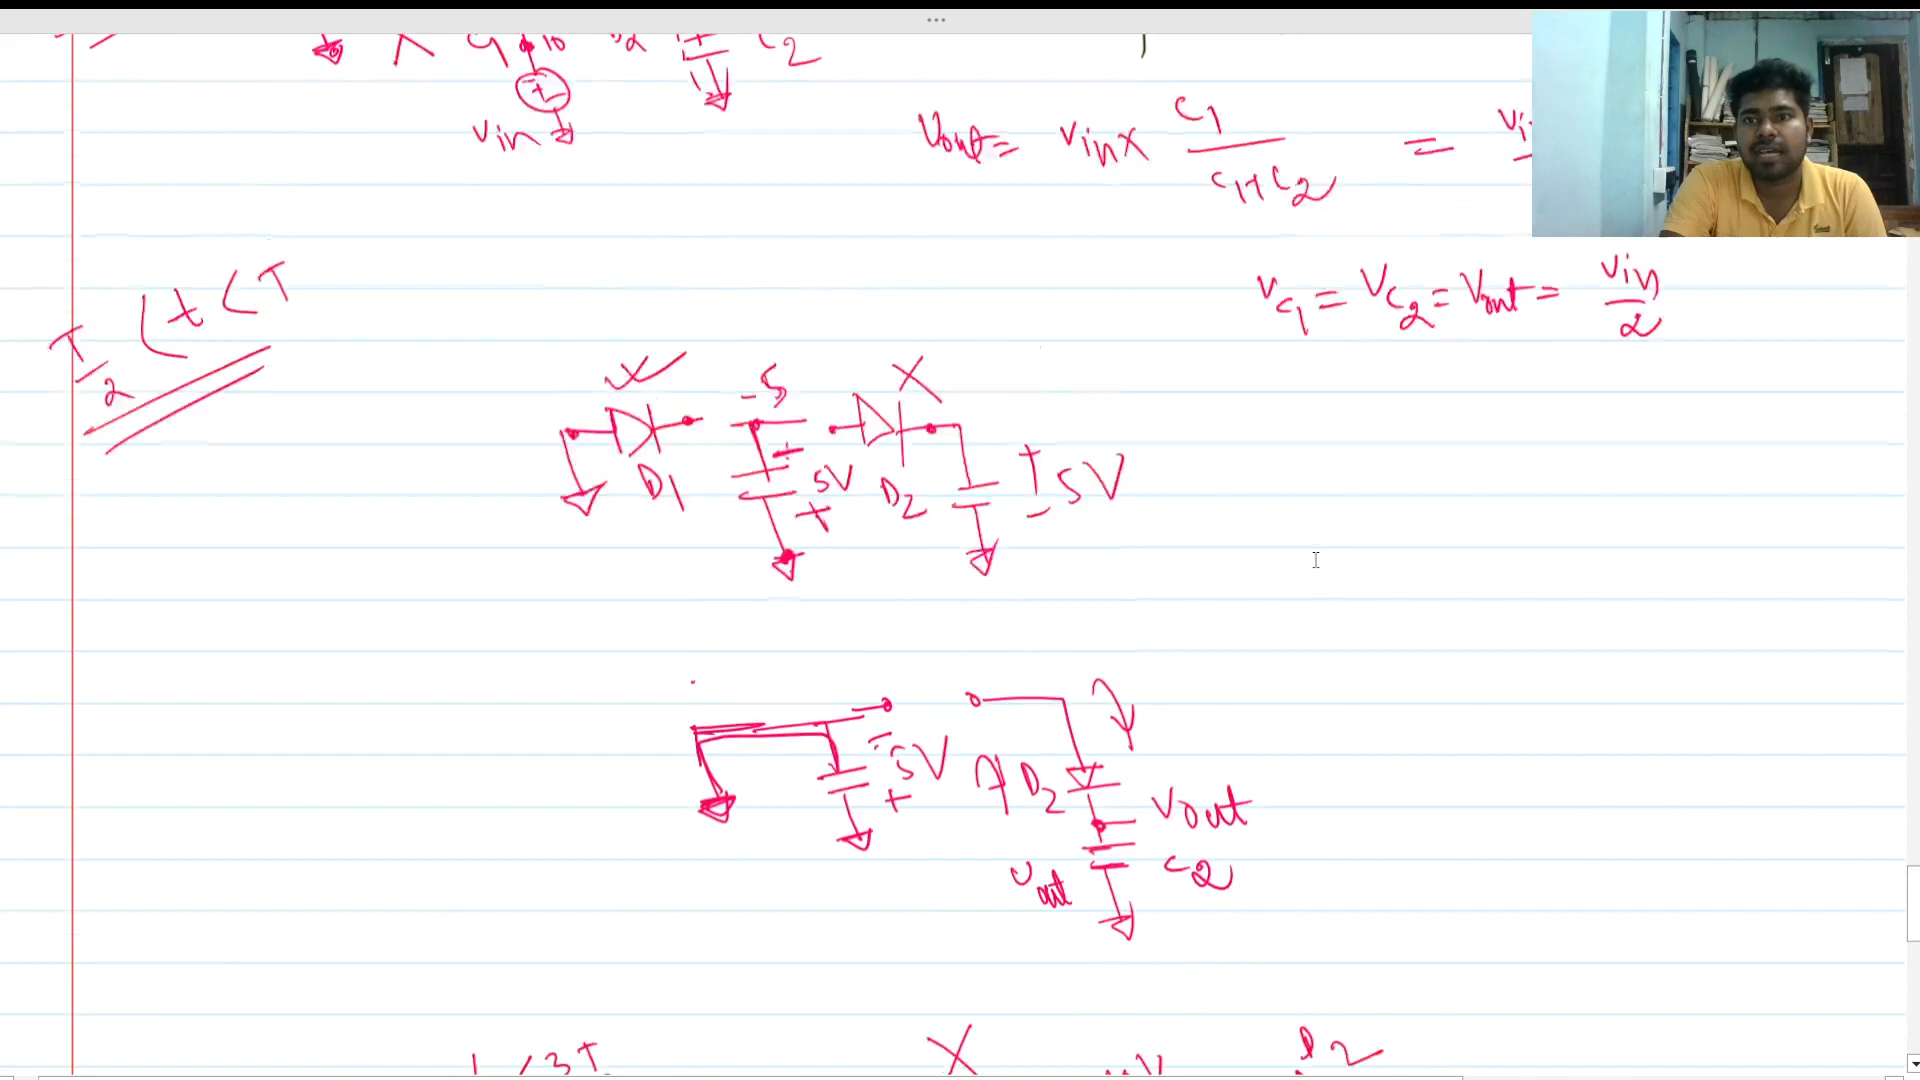 Vin
Vout = Vin x C1 / C1+C2 =
VC1 = VC2 = Vout = Vin / 2
T/2 < t < T
-5
X
D1
+
5V
+
D2
+
-
5V
-
5V
+
D2
Vout
C2
Vout
X